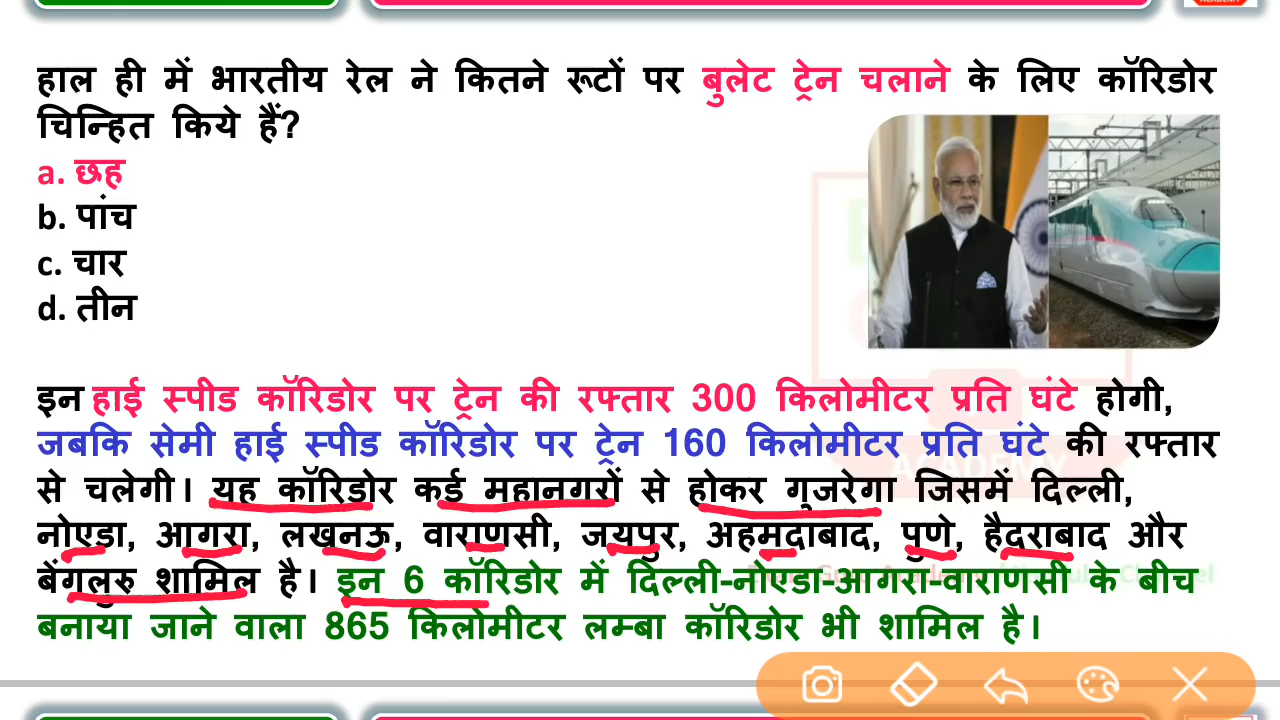 ACADEMY
हाल ही में भारतीय रेल ने कितने रूटों पर बुलेट ट्रेन चलाने के लिए कॉरिडोर
चिन्हित किये हैं?
a. छह
b. पांच
c. चार
d. तीन
इन हाई स्पीड कॉरिडोर पर ट्रेन की रफ्तार 300 किलोमीटर प्रति घंटे होगी,
जबकि सेमी हाई स्पीड कॉरिडोर पर ट्रेन 160 किलोमीटर प्रति घंटे की रफ्तार
से चलेगी। यह कॉरिडोर कई महानगरों से होकर गुजरेगा जिसमें दिल्ली,
नोएडा, आगरा, लखनऊ, वाराणसी, जयपुर, अहमदाबाद, पुणे, हैदराबाद और
बेंगलुरु शामिल है। इन 6 कॉरिडोर में दिल्ली-नोएडा-आगरा-वाराणसी के बीच
बनाया जाने वाला 865 किलोमीटर लम्बा कॉरिडोर भी शामिल है।
ACADEMY